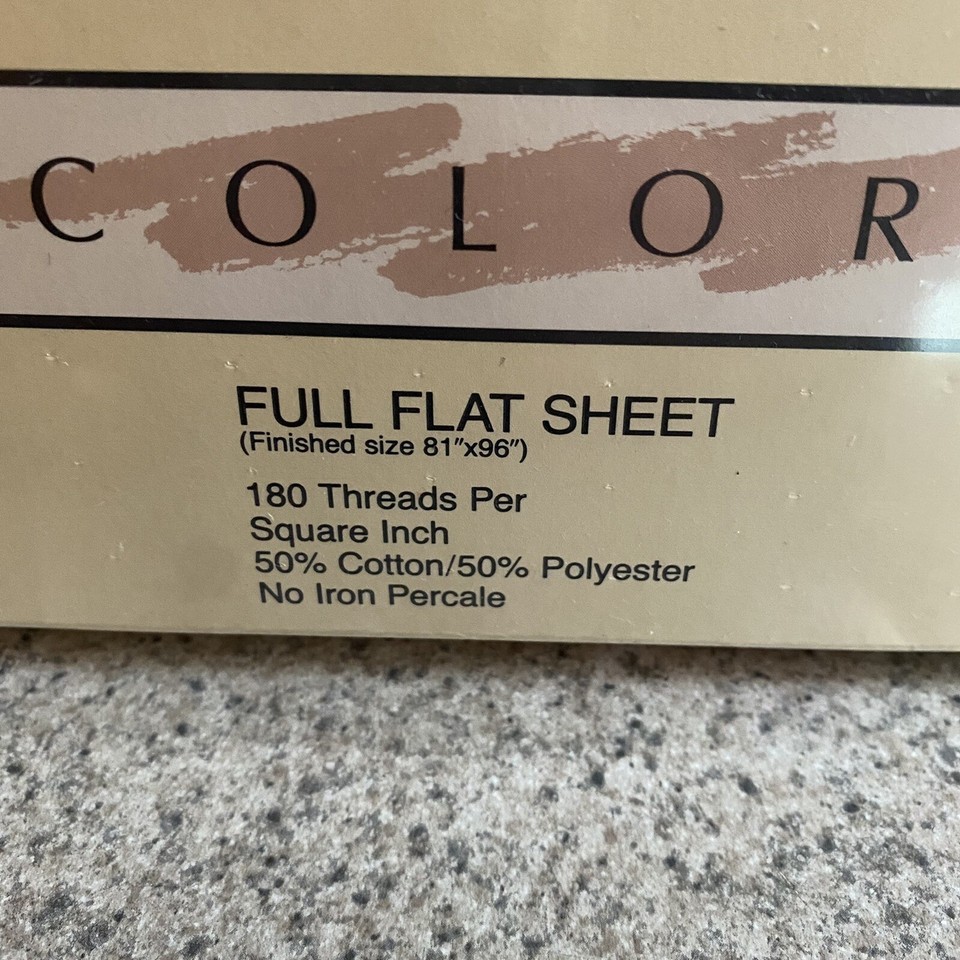 COLOR
FULL FLAT SHEET
(Finished size 81″x96″)
180 Threads Per
Square Inch
50% Cotton/50% Polyester
No Iron Percale